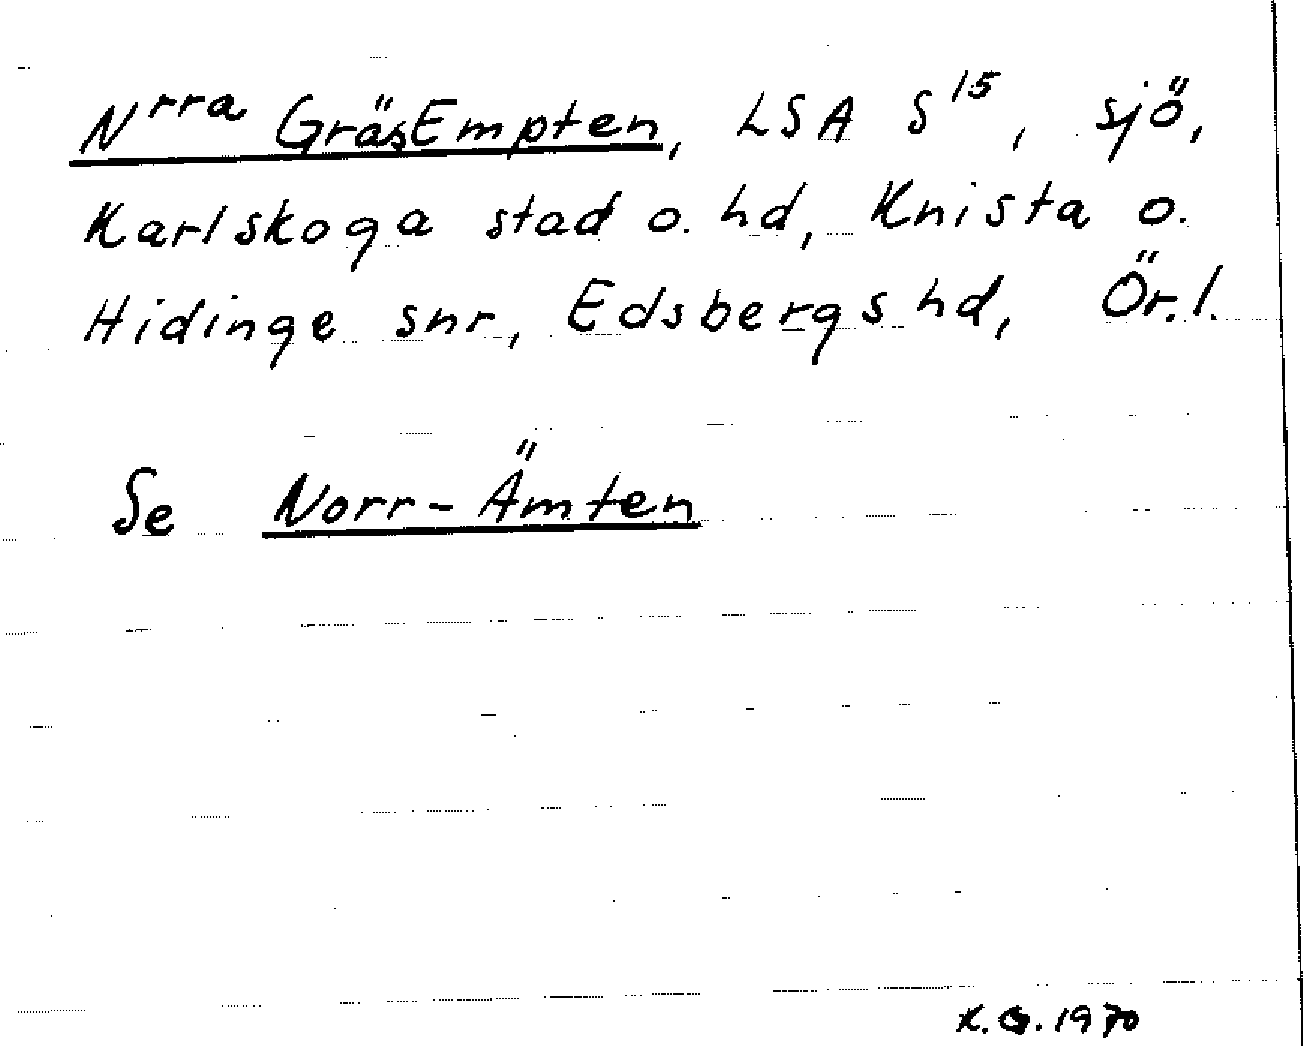 Nrra GräsEmpten, LSA S15, sjö,
Karlskoga stad o. hd, Knista o.
Hidinge snr, Edsbergs hd, Ör. l.
Se Norr-Ämten
K.G. 1970